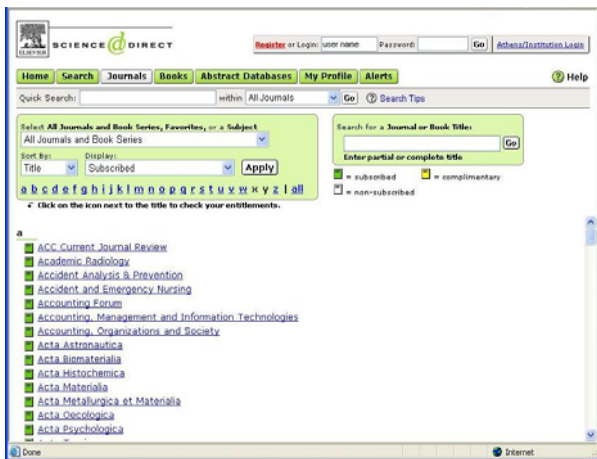 ELSEVIER SCIENCE @ DIRECT
Register or Login: user name Password: Go Athens/Institution Login
Home Search Journals Books Abstract Databases My Profile Alerts ? Help
Quick Search: within All Journals Go ? Search Tips
Select All Journals and Book Series, Favorites, or a Subject
All Journals and Book Series
Sort By: Display:
Title Subscribed Apply
a b c d e f g h i j k l m n o p q r s t u v w x y z | all
Click on the icon next to the title to check your entitlements.
Search for a Journal or Book Title:
Go
Enter partial or complete title
= subscribed = complimentary
= non-subscribed
a
ACC Current Journal Review
Academic Radiology
Accident Analysis & Prevention
Accident and Emergency Nursing
Accounting Forum
Accounting, Management and Information Technologies
Accounting, Organizations and Society
Acta Astronautica
Acta Biomaterialia
Acta Histochemica
Acta Materialia
Acta Metallurgica et Materialia
Acta Oecologica
Acta Psychologica
Done Internet